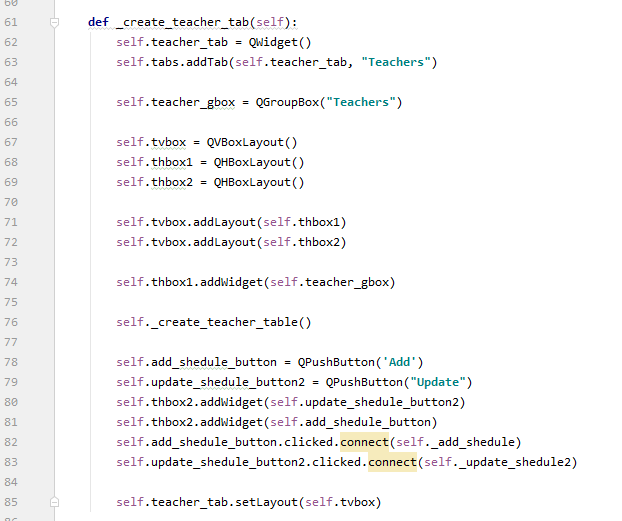 60
61 def _create_teacher_tab(self):
62 self.teacher_tab = QWidget()
63 self.tabs.addTab(self.teacher_tab, "Teachers")
64
65 self.teacher_gbox = QGroupBox("Teachers")
66
67 self.tvbox = QVBoxLayout()
68 self.thbox1 = QHBoxLayout()
69 self.thbox2 = QHBoxLayout()
70
71 self.tvbox.addLayout(self.thbox1)
72 self.tvbox.addLayout(self.thbox2)
73
74 self.thbox1.addWidget(self.teacher_gbox)
75
76 self._create_teacher_table()
77
78 self.add_shedule_button = QPushButton('Add')
79 self.update_shedule_button2 = QPushButton("Update")
80 self.thbox2.addWidget(self.update_shedule_button2)
81 self.thbox2.addWidget(self.add_shedule_button)
82 self.add_shedule_button.clicked.connect(self._add_shedule)
83 self.update_shedule_button2.clicked.connect(self._update_shedule2)
84
85 self.teacher_tab.setLayout(self.tvbox)
86